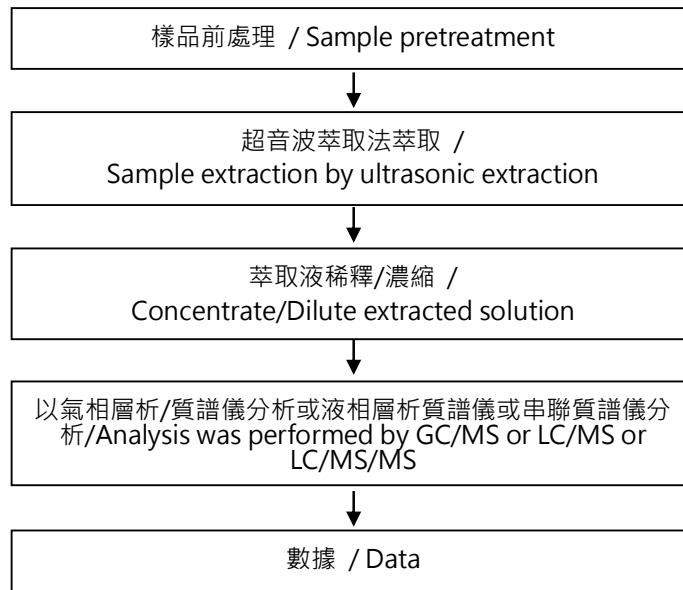 樣品前處理 / Sample pretreatment
超音波萃取法萃取 /
Sample extraction by ultrasonic extraction
萃取液稀釋/濃縮 /
Concentrate/Dilute extracted solution
以氣相層析/質譜儀分析或液相層析質譜儀或串聯質譜儀分
析/Analysis was performed by GC/MS or LC/MS or
LC/MS/MS
數據 / Data